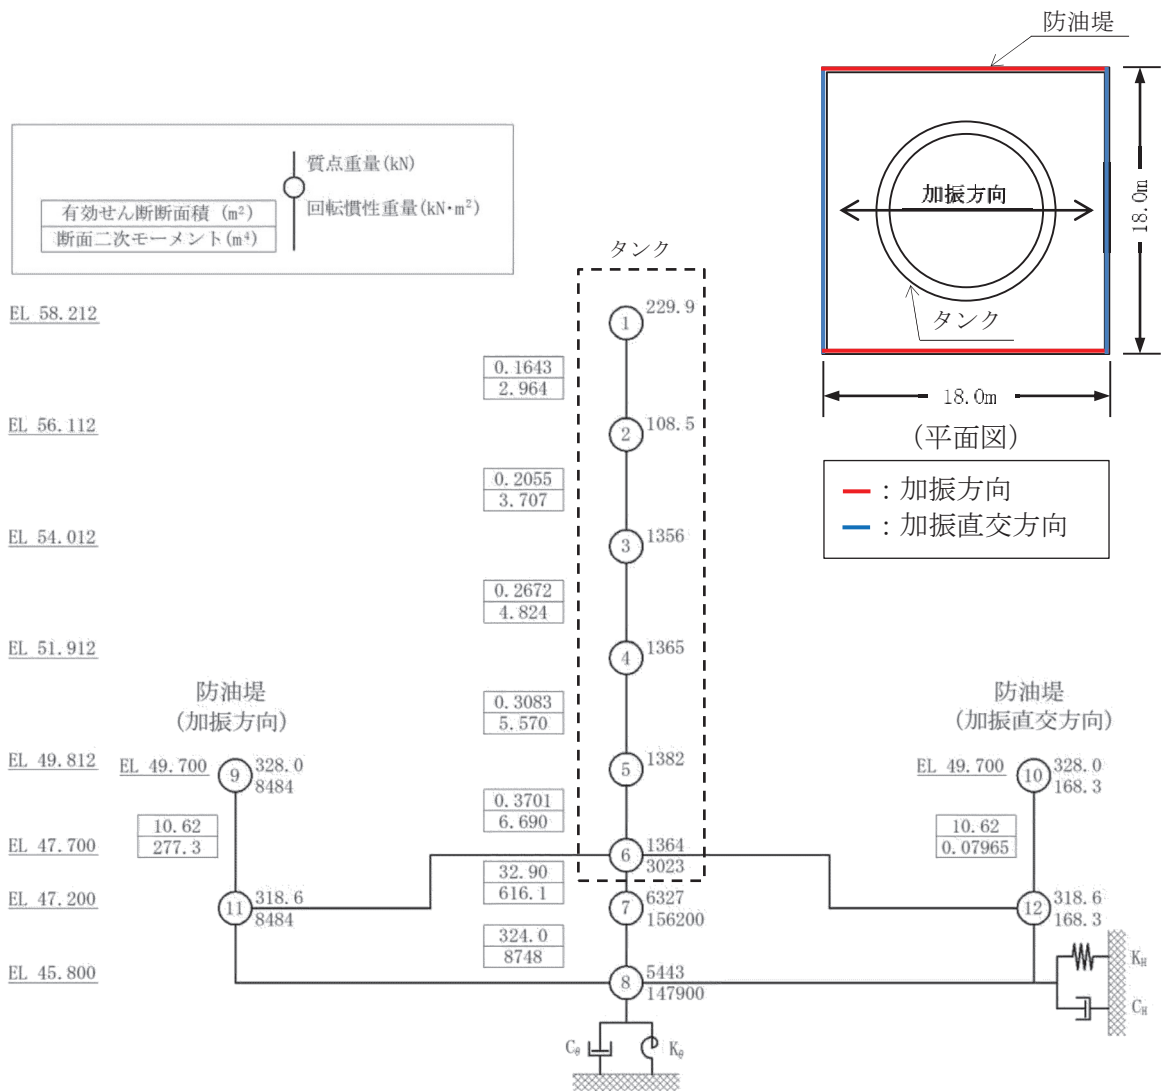 防油堤
質点重量(kN)
回転慣性重量(kN·m²)
有効せん断断面積 (m²)
断面二次モーメント(m⁴)
加振方向
タンク
18.0m
18.0m
(平面図)
: 加振方向
: 加振直交方向
タンク
EL 58.212
1
229.9
0.1643
2.964
EL 56.112
2
108.5
0.2055
3.707
EL 54.012
3
1356
0.2672
4.824
EL 51.912
4
1365
0.3083
5.570
防油堤
(加振方向)
防油堤
(加振直交方向)
EL 49.812
5
1382
EL 49.700
9
328.0
8484
EL 49.700
10
328.0
168.3
0.3701
6.690
10.62
277.3
10.62
0.07965
EL 47.700
6
1364
3023
32.90
616.1
EL 47.200
11
318.6
8484
7
6327
156200
12
318.6
168.3
324.0
8748
EL 45.800
8
5443
147900
K_H
C_H
C_θ
K_θ